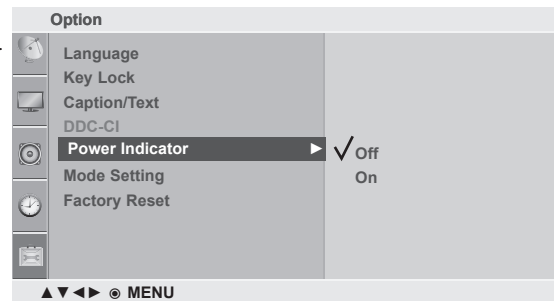 Option
Language
Key Lock
Caption/Text
DDC-CI
Power Indicator ► ✓ Off
Mode Setting On
Factory Reset
▲▼◄► ◉ MENU